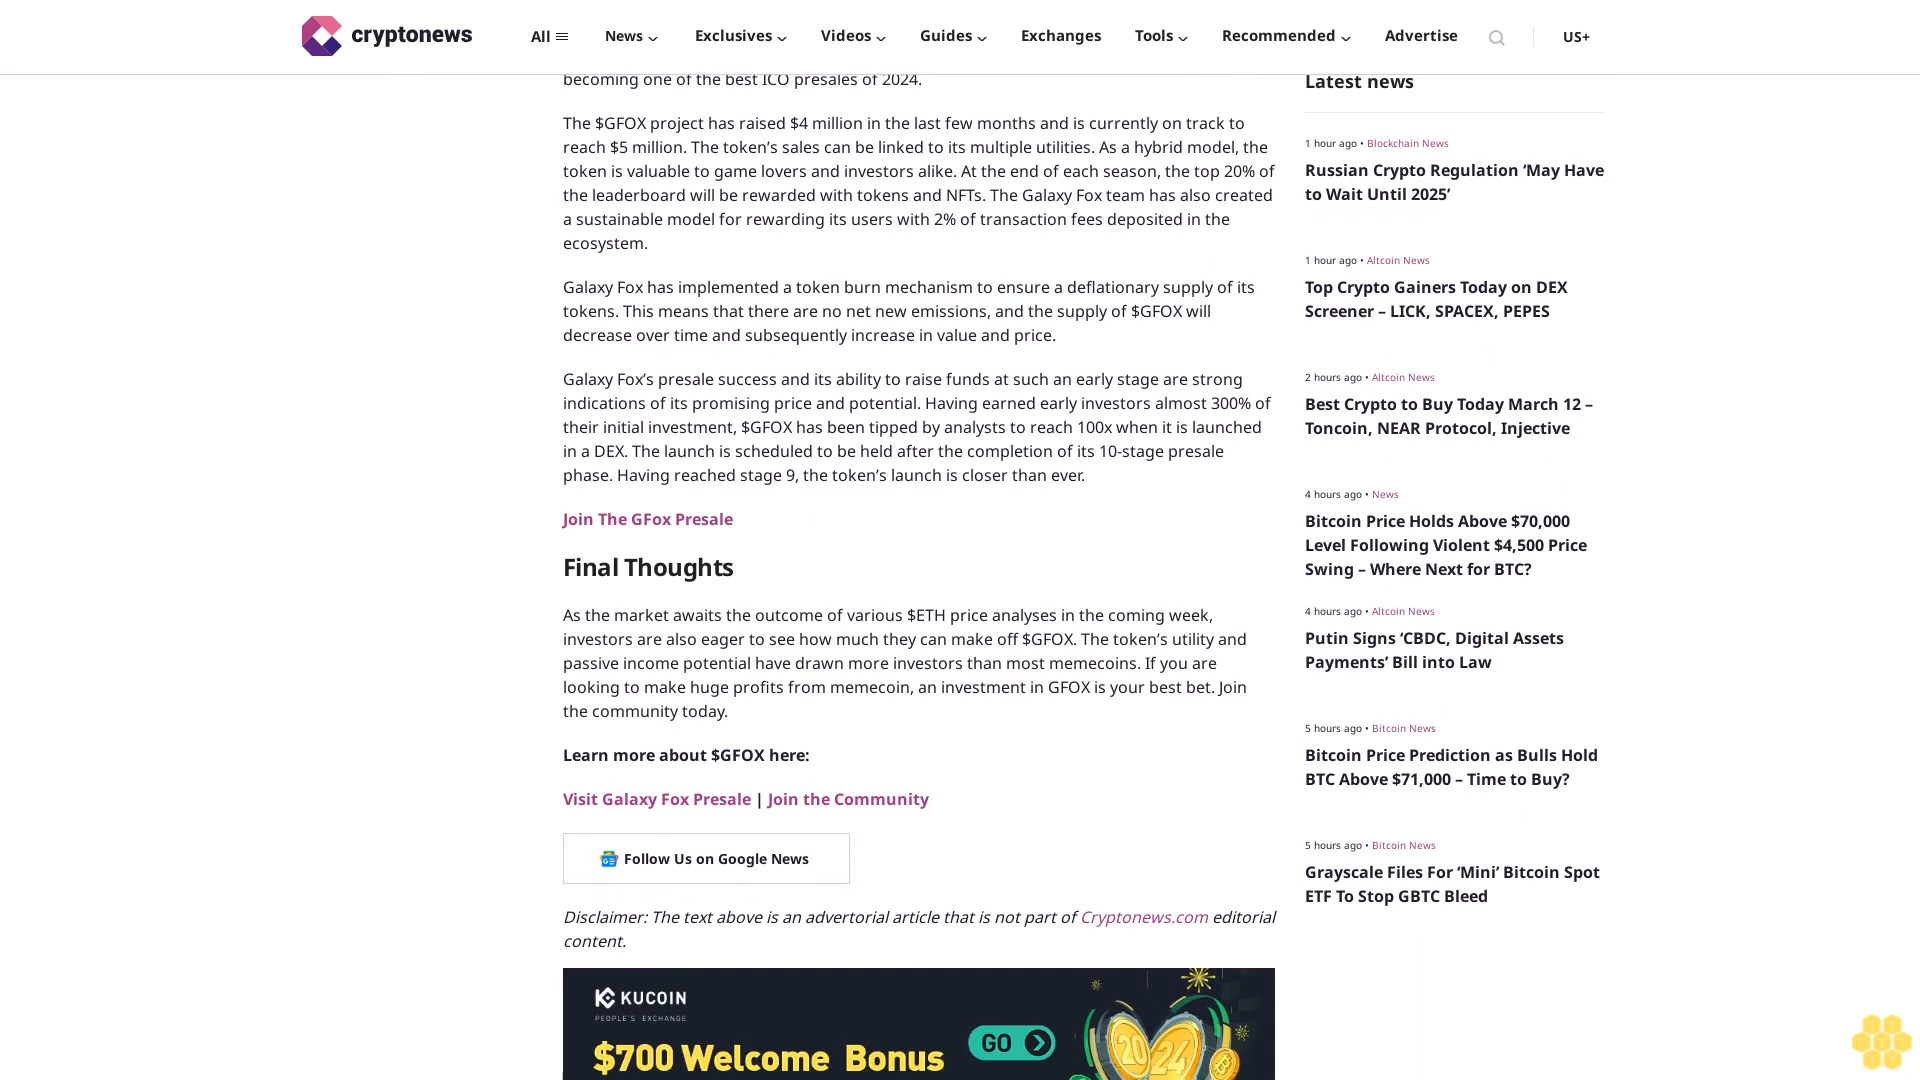 cryptonews
All
News
Exclusives
Videos
Guides
Exchanges
Tools
Recommended
Advertise
US+
becoming one of the best ICO presales of 2024.
The $GFOX project has raised $4 million in the last few months and is currently on track to
reach $5 million. The token’s sales can be linked to its multiple utilities. As a hybrid model, the
token is valuable to game lovers and investors alike. At the end of each season, the top 20% of
the leaderboard will be rewarded with tokens and NFTs. The Galaxy Fox team has also created
a sustainable model for rewarding its users with 2% of transaction fees deposited in the
ecosystem.
Galaxy Fox has implemented a token burn mechanism to ensure a deflationary supply of its
tokens. This means that there are no net new emissions, and the supply of $GFOX will
decrease over time and subsequently increase in value and price.
Galaxy Fox’s presale success and its ability to raise funds at such an early stage are strong
indications of its promising price and potential. Having earned early investors almost 300% of
their initial investment, $GFOX has been tipped by analysts to reach 100x when it is launched
in a DEX. The launch is scheduled to be held after the completion of its 10-stage presale
phase. Having reached stage 9, the token’s launch is closer than ever.
Join The GFox Presale
Final Thoughts
As the market awaits the outcome of various $ETH price analyses in the coming week,
investors are also eager to see how much they can make off $GFOX. The token’s utility and
passive income potential have drawn more investors than most memecoins. If you are
looking to make huge profits from memecoin, an investment in GFOX is your best bet. Join
the community today.
Learn more about $GFOX here:
Visit Galaxy Fox Presale | Join the Community
Follow Us on Google News
Disclaimer: The text above is an advertorial article that is not part of Cryptonews.com editorial
content.
KUCOIN
PEOPLE'S EXCHANGE
$700 Welcome Bonus
GO
2024
Latest news
1 hour ago • Blockchain News
Russian Crypto Regulation ‘May Have
to Wait Until 2025’
1 hour ago • Altcoin News
Top Crypto Gainers Today on DEX
Screener – LICK, SPACEX, PEPES
2 hours ago • Altcoin News
Best Crypto to Buy Today March 12 –
Toncoin, NEAR Protocol, Injective
4 hours ago • News
Bitcoin Price Holds Above $70,000
Level Following Violent $4,500 Price
Swing – Where Next for BTC?
4 hours ago • Altcoin News
Putin Signs ‘CBDC, Digital Assets
Payments’ Bill into Law
5 hours ago • Bitcoin News
Bitcoin Price Prediction as Bulls Hold
BTC Above $71,000 – Time to Buy?
5 hours ago • Bitcoin News
Grayscale Files For ‘Mini’ Bitcoin Spot
ETF To Stop GBTC Bleed